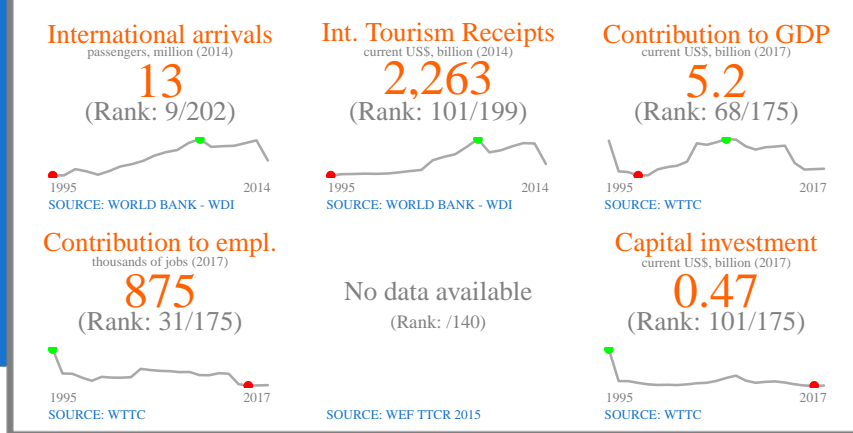 International arrivals
passengers, million (2014)
13
(Rank: 9/202)
1995 2014
SOURCE: WORLD BANK - WDI
Int. Tourism Receipts
current US$, billion (2014)
2,263
(Rank: 101/199)
1995 2014
SOURCE: WORLD BANK - WDI
Contribution to GDP
current US$, billion (2017)
5.2
(Rank: 68/175)
1995 2017
SOURCE: WTTC
Contribution to empl.
thousands of jobs (2017)
875
(Rank: 31/175)
1995 2017
SOURCE: WTTC
No data available
(Rank: /140)
SOURCE: WEF TTCR 2015
Capital investment
current US$, billion (2017)
0.47
(Rank: 101/175)
1995 2017
SOURCE: WTTC